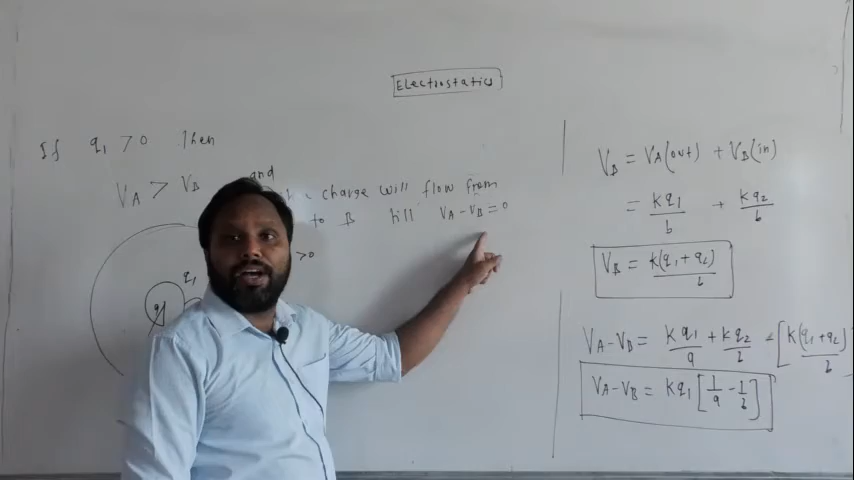 Electrostatics
If q₁ > 0 Then
V_A > V_B and
charge will flow from
to B till V_A - V_B = 0
> 0
q₁
V_B = V_A(out) + V_B(in)
= Kq₁/b + Kq₂/b
V_B = K(q₁+q₂)/b
V_A - V_B = Kq₁/a + Kq₂/b - [K(q₁+q₂)/b]
V_A - V_B = Kq₁[1/a - 1/b]